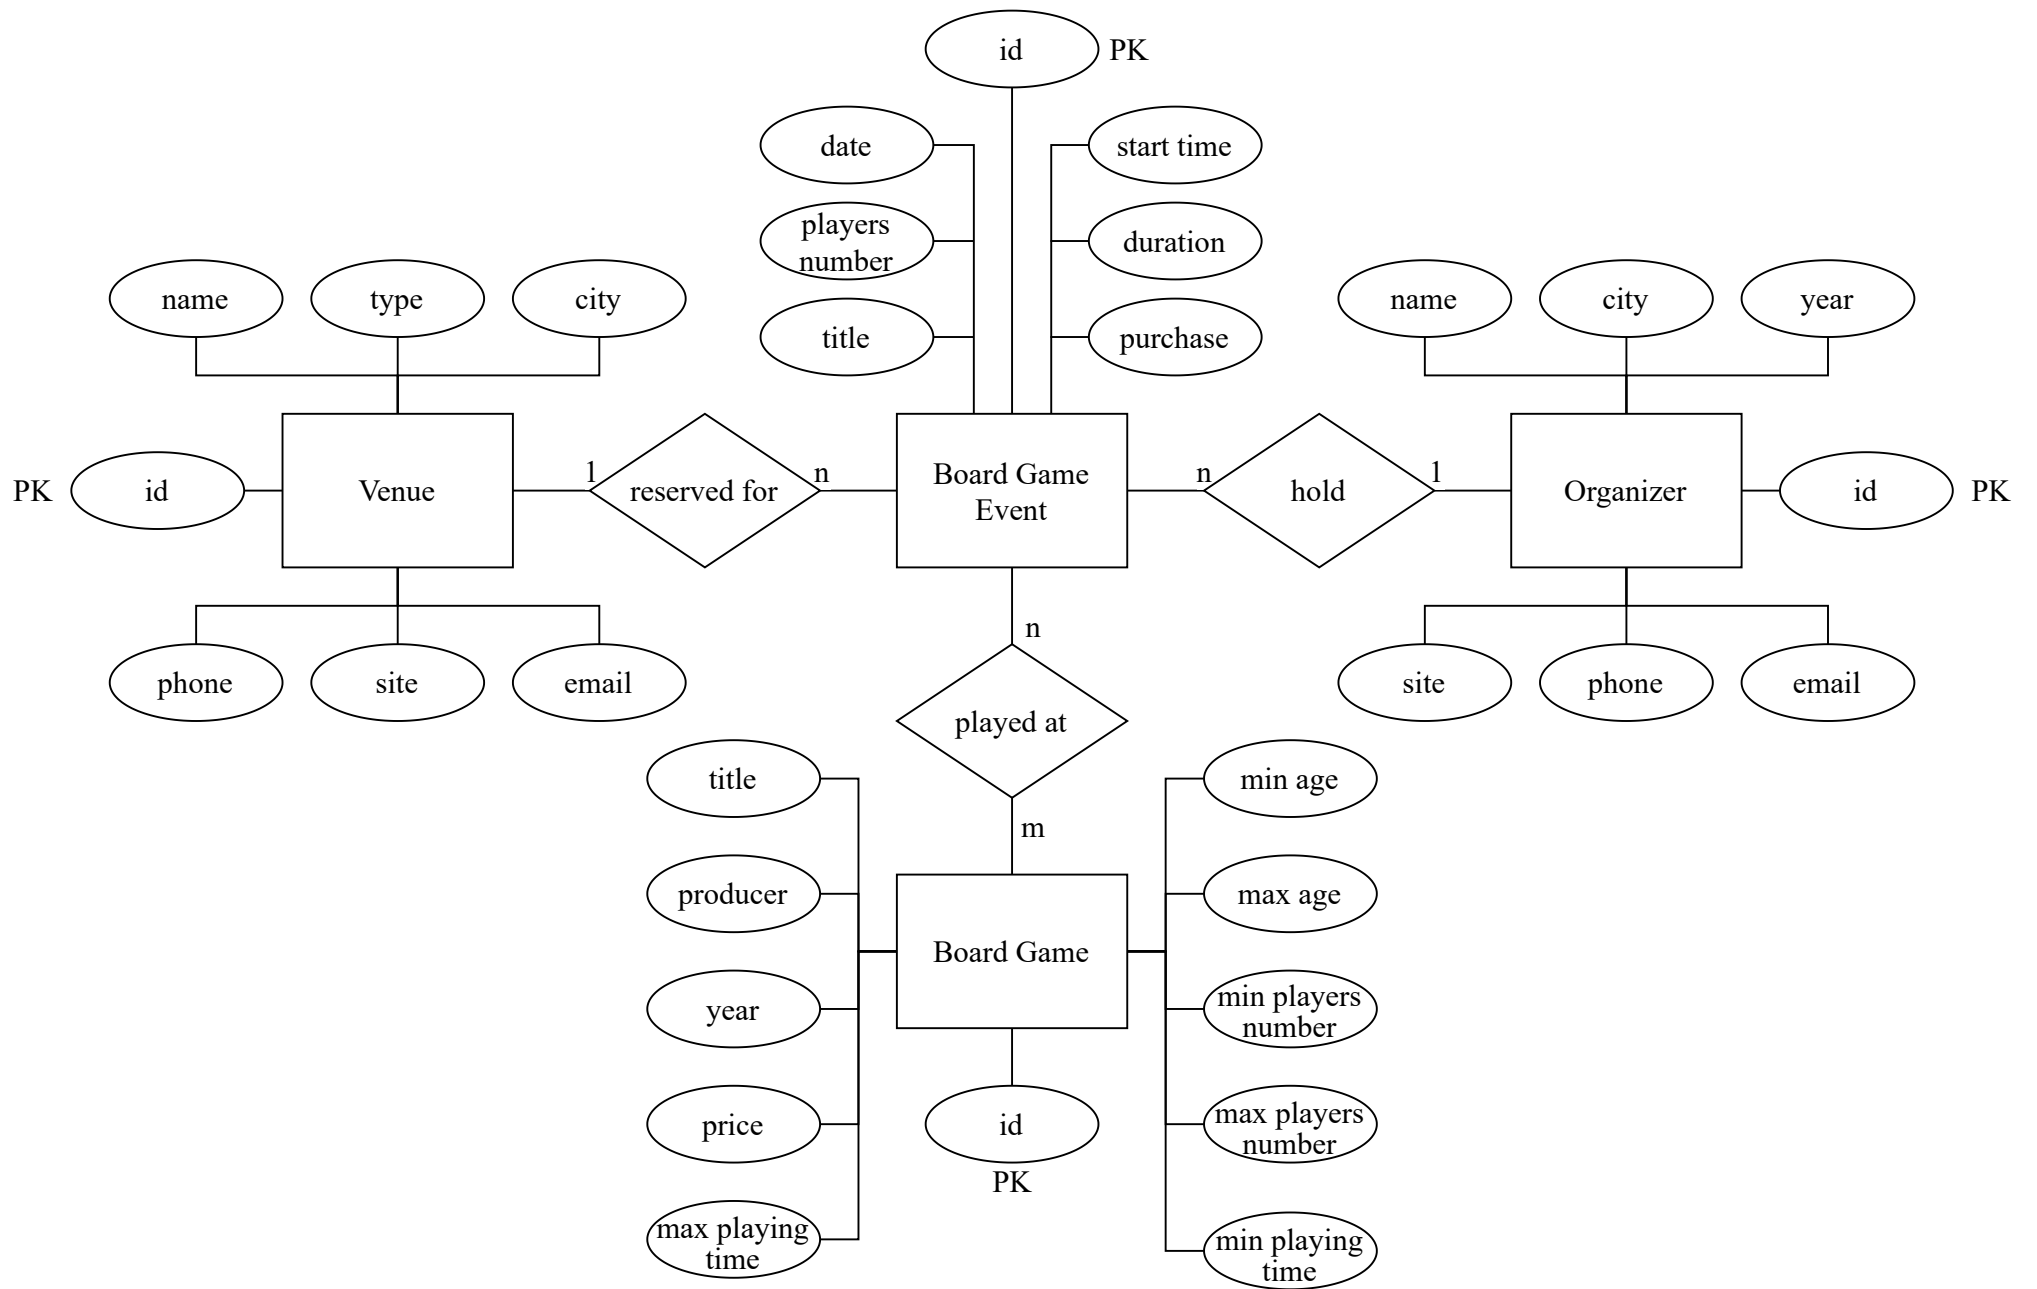 id PK
date
start time
players
number
duration
title
purchase
name
type
city
name
city
year
PK
id
Venue
1
reserved for
n
Board Game
Event
n
hold
1
Organizer
id
PK
n
phone
site
email
site
phone
email
played at
title
min age
m
producer
max age
Board Game
year
min players
number
price
id
max players
number
PK
max playing
time
min playing
time